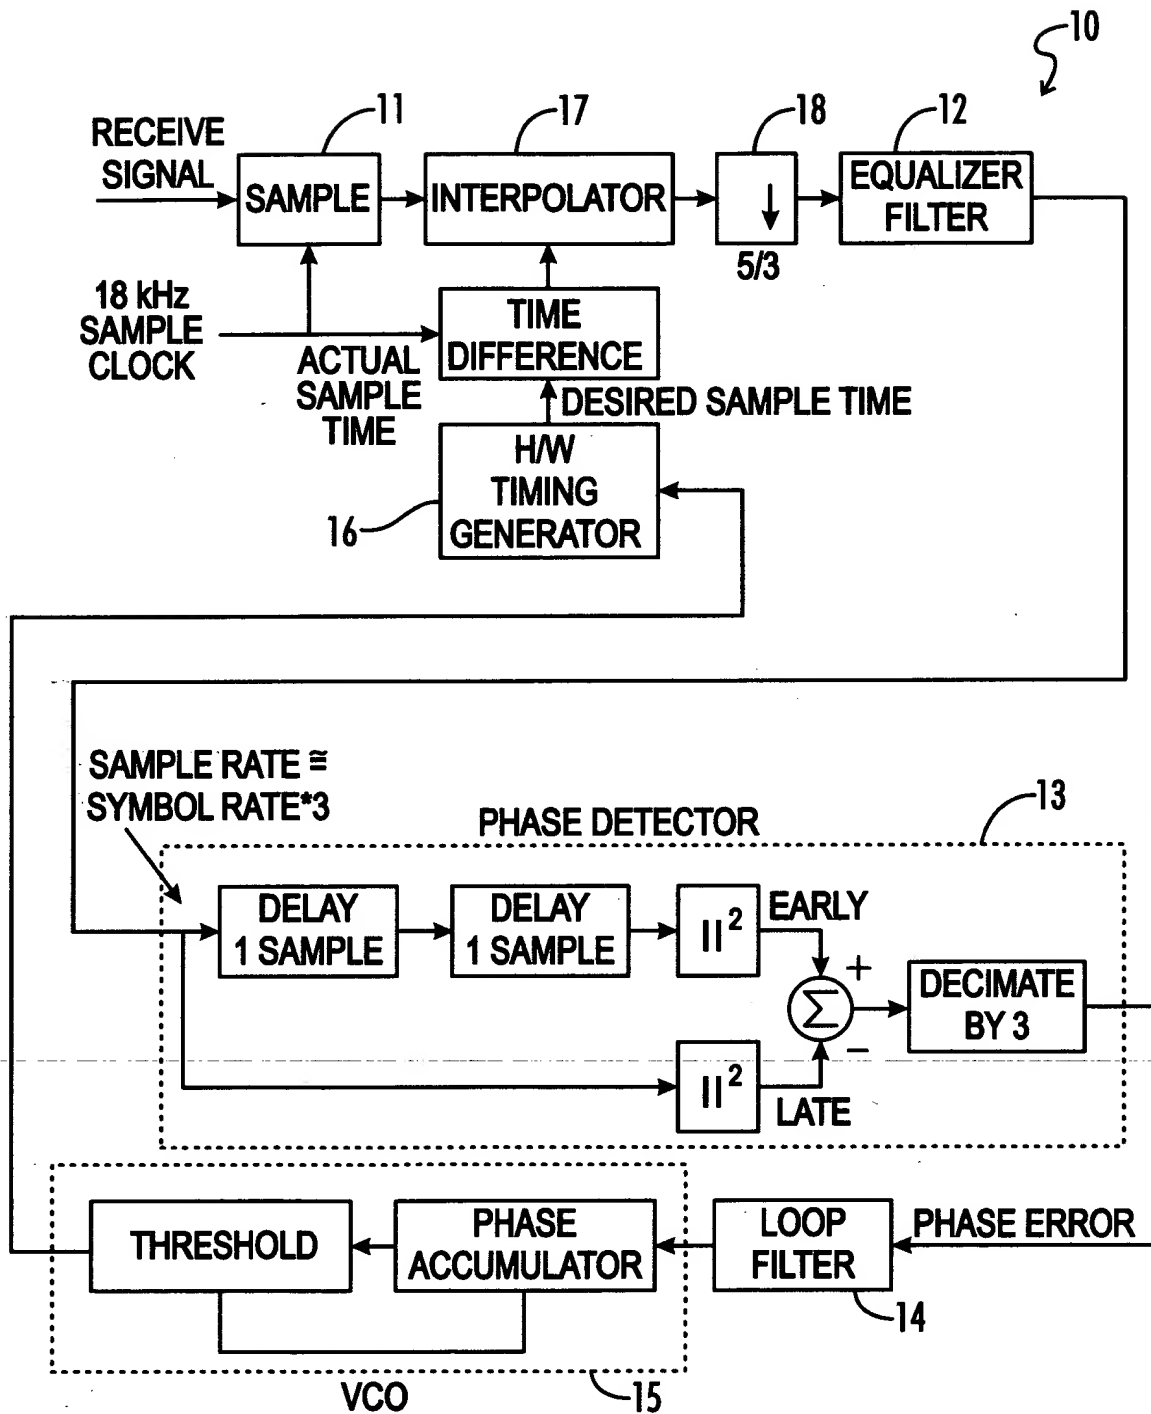 10
11
17
18
12
RECEIVE
SIGNAL
SAMPLE
INTERPOLATOR
5/3
EQUALIZER
FILTER
18 kHz
SAMPLE
CLOCK
ACTUAL
SAMPLE
TIME
TIME
DIFFERENCE
DESIRED SAMPLE TIME
H/W
TIMING
GENERATOR
16
SAMPLE RATE ≅
SYMBOL RATE*3
PHASE DETECTOR
13
DELAY
1 SAMPLE
DELAY
1 SAMPLE
||²
EARLY
+
Σ
−
DECIMATE
BY 3
||²
LATE
THRESHOLD
PHASE
ACCUMULATOR
LOOP
FILTER
PHASE ERROR
14
VCO
15